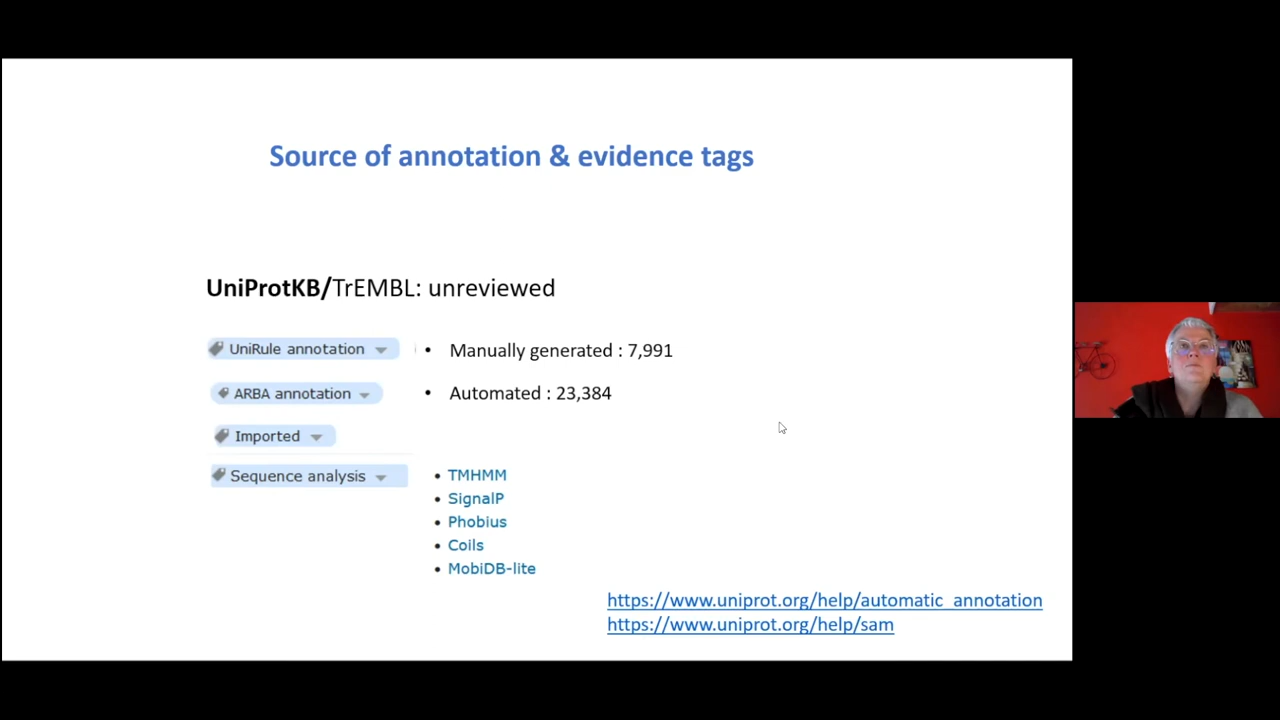 Source of annotation & evidence tags
UniProtKB/TrEMBL: unreviewed
UniRule annotation
• Manually generated : 7,991
ARBA annotation
• Automated : 23,384
Imported
Sequence analysis
• TMHMM
• SignalP
• Phobius
• Coils
• MobiDB-lite
https://www.uniprot.org/help/automatic_annotation
https://www.uniprot.org/help/sam